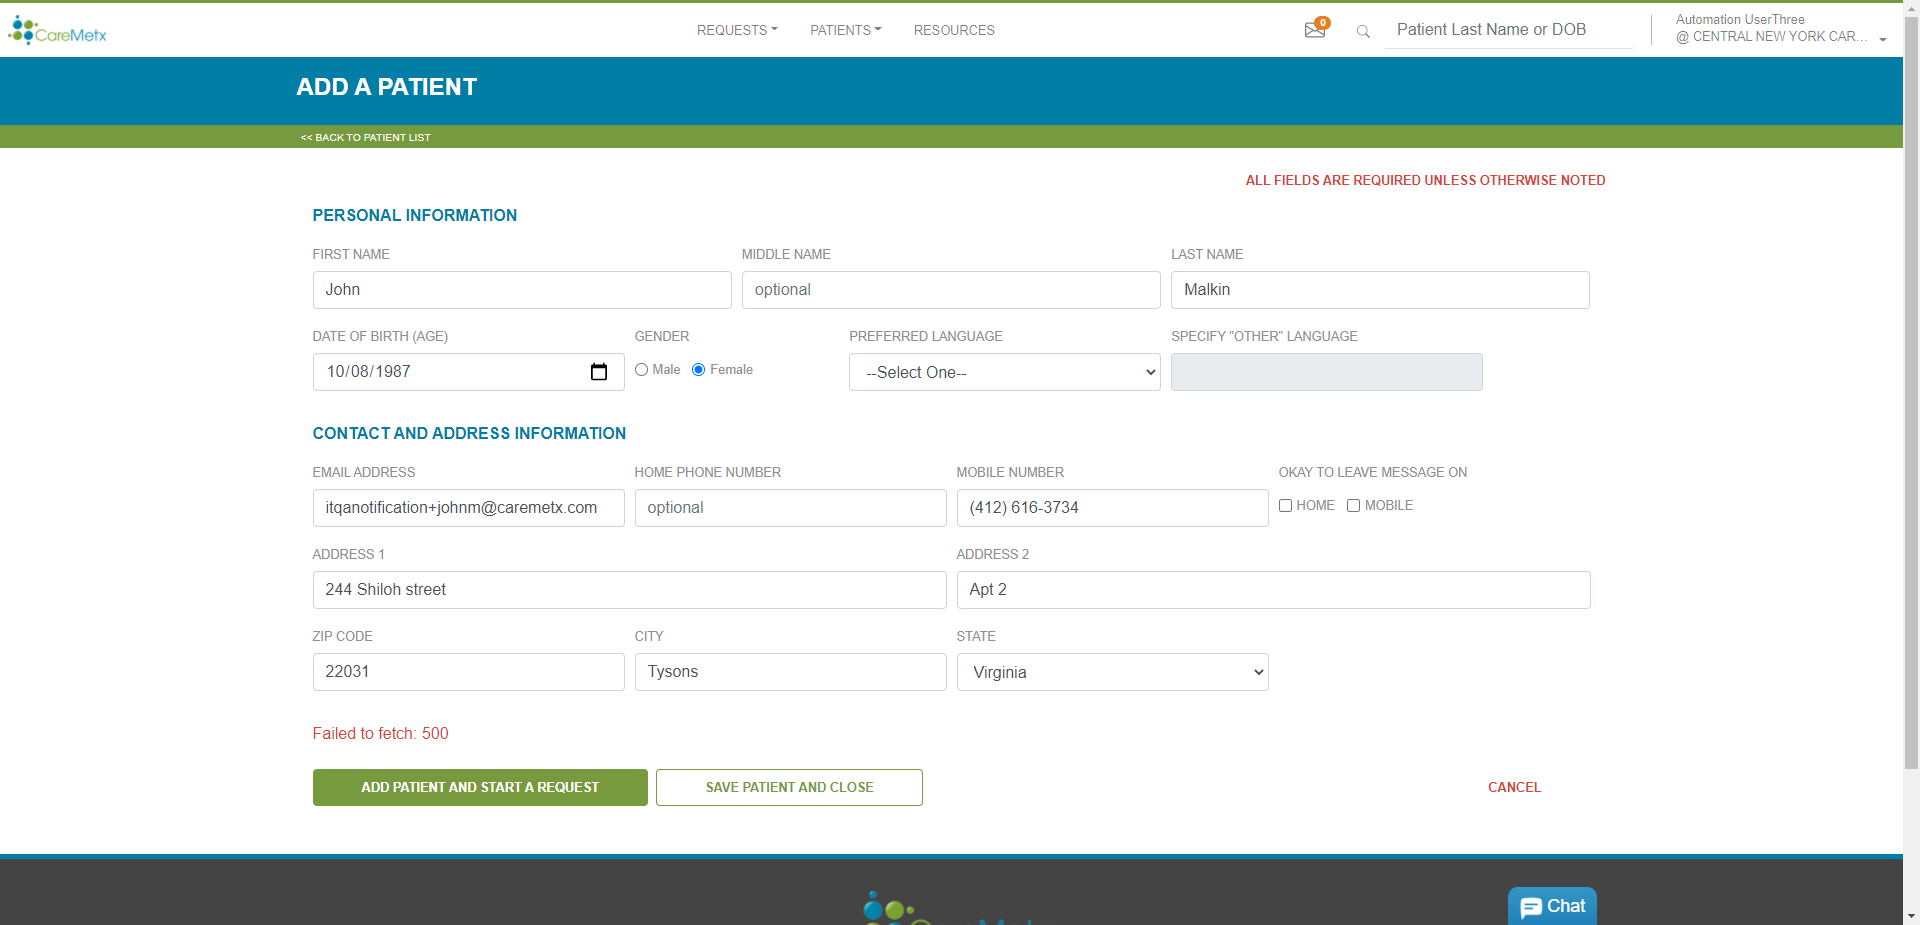 CareMetx
REQUESTS PATIENTS RESOURCES
0
Patient Last Name or DOB
Automation UserThree
@ CENTRAL NEW YORK CAR...
ADD A PATIENT
<< BACK TO PATIENT LIST
ALL FIELDS ARE REQUIRED UNLESS OTHERWISE NOTED
PERSONAL INFORMATION
FIRST NAME MIDDLE NAME LAST NAME
John optional Malkin
DATE OF BIRTH (AGE) GENDER PREFERRED LANGUAGE SPECIFY "OTHER" LANGUAGE
10/08/1987 Male Female --Select One--
CONTACT AND ADDRESS INFORMATION
EMAIL ADDRESS HOME PHONE NUMBER MOBILE NUMBER OKAY TO LEAVE MESSAGE ON
itqanotification+johnm@caremetx.com optional (412) 616-3734 HOME MOBILE
ADDRESS 1 ADDRESS 2
244 Shiloh street Apt 2
ZIP CODE CITY STATE
22031 Tysons Virginia
Failed to fetch: 500
ADD PATIENT AND START A REQUEST SAVE PATIENT AND CLOSE CANCEL
Chat